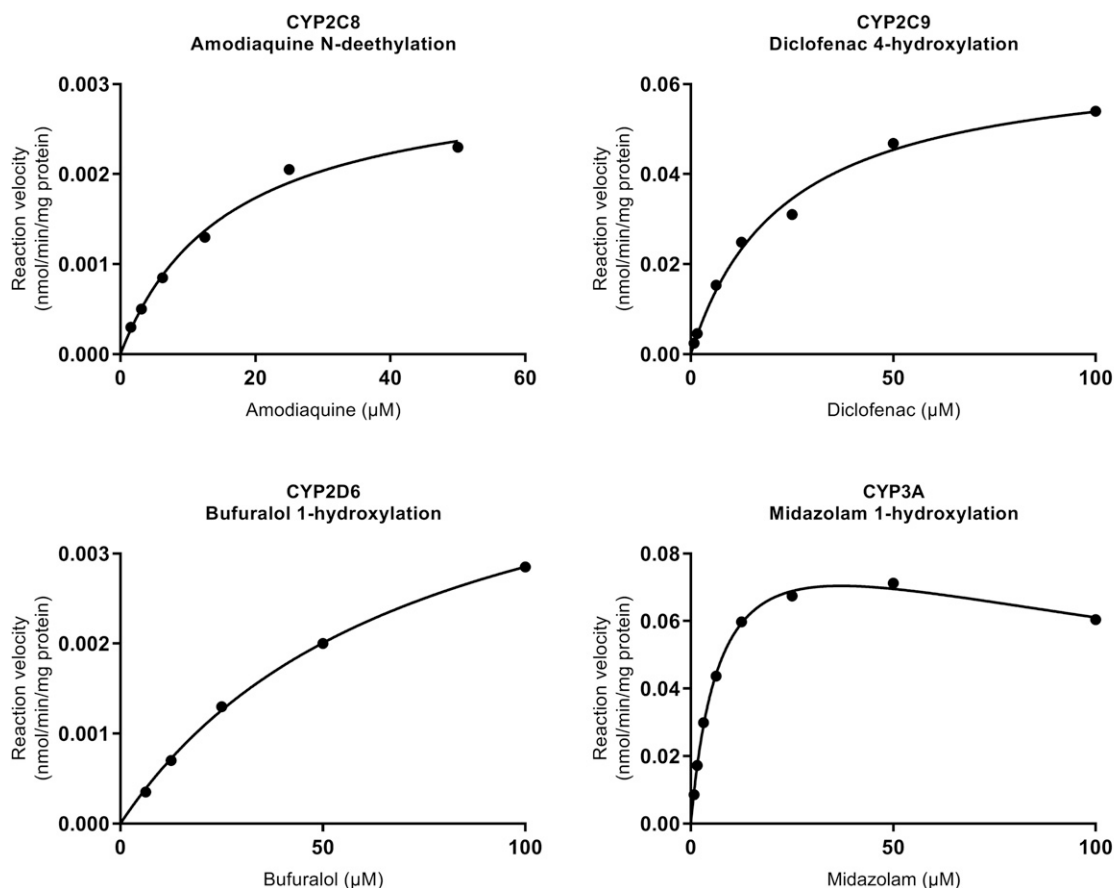 CYP2C8
Amodiaquine N-deethylation
Reaction velocity
(nmol/min/mg protein)
0.003
0.002
0.001
0.000
0 20 40 60
Amodiaquine (µM)
CYP2C9
Diclofenac 4-hydroxylation
Reaction velocity
(nmol/min/mg protein)
0.06
0.04
0.02
0.00
0 50 100
Diclofenac (µM)
CYP2D6
Bufuralol 1-hydroxylation
Reaction velocity
(nmol/min/mg protein)
0.003
0.002
0.001
0.000
0 50 100
Bufuralol (µM)
CYP3A
Midazolam 1-hydroxylation
Reaction velocity
(nmol/min/mg protein)
0.08
0.06
0.04
0.02
0.00
0 50 100
Midazolam (µM)